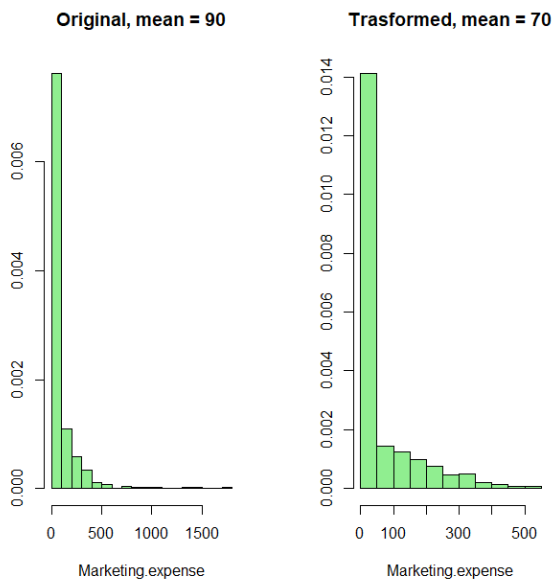 Original, mean = 90
0.006
0.004
0.002
0.000
0 500 1000 1500
Marketing.expense
Trasformed, mean = 70
0.014
0.012
0.010
0.008
0.006
0.004
0.002
0.000
0 100 300 500
Marketing.expense